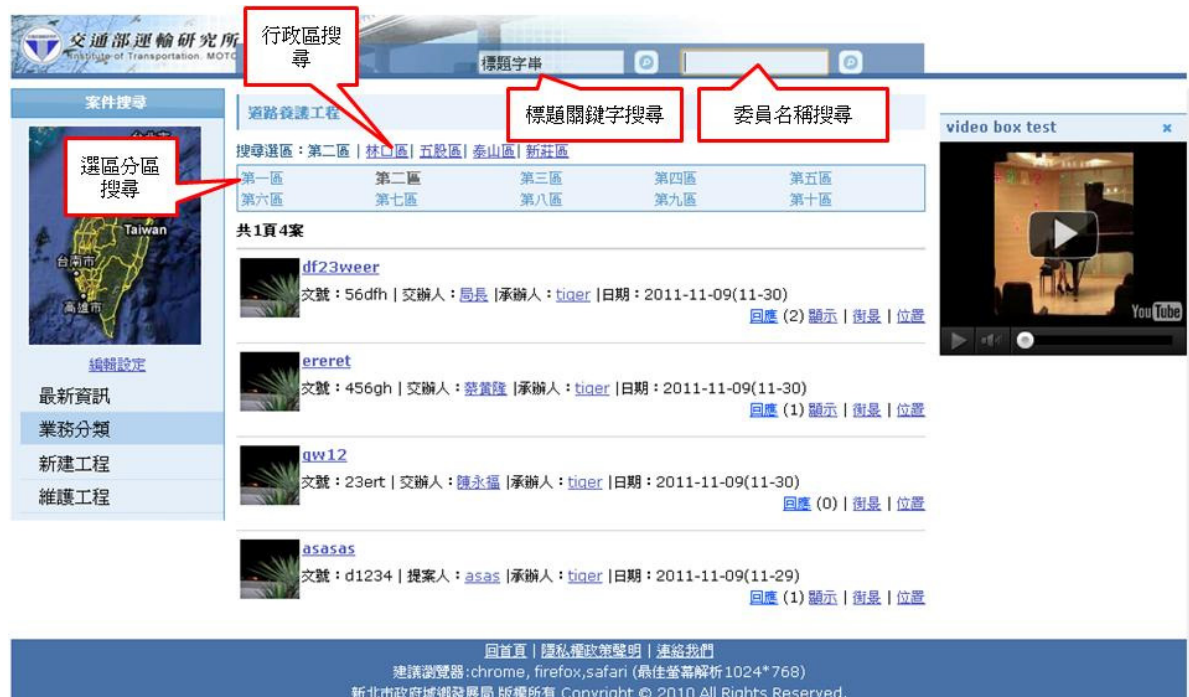 交通部運輸研究所
Institute of Transportation. MOTC
行政區搜
尋
標題字串
標題關鍵字搜尋
委員名稱搜尋
案件搜尋
選區分區
搜尋
Taiwan
台南市
高雄市
編輯設定
最新資訊
業務分類
新建工程
維護工程
道路養護工程
搜尋選區：第二區 | 林口區| 五股區| 泰山區| 新莊區
第一區 第二區 第三區 第四區 第五區
第六區 第七區 第八區 第九區 第十區
共1頁4案
df23weer
文號：56dfh | 交辦人：局長 |承辦人：tiger |日期：2011-11-09(11-30)
回應 (2) 顯示 | 街景 | 位置
ereret
文號：456gh | 交辦人：蔡黃隆 |承辦人：tiger |日期：2011-11-09(11-30)
回應 (1) 顯示 | 街景 | 位置
qw12
文號：23ert | 交辦人：陳永福 |承辦人：tiger |日期：2011-11-09(11-30)
回應 (0) | 街景 | 位置
asasas
文號：d1234 | 提案人：asas |承辦人：tiger |日期：2011-11-09(11-29)
回應 (1) 顯示 | 街景 | 位置
video box test ×
YouTube
回首頁 | 隱私權政策聲明 | 連絡我們
建議瀏覽器:chrome, firefox,safari (最佳螢幕解析1024*768)
新北市政府城鄉發展局 版權所有 Copyright © 2010 All Rights Reserved.